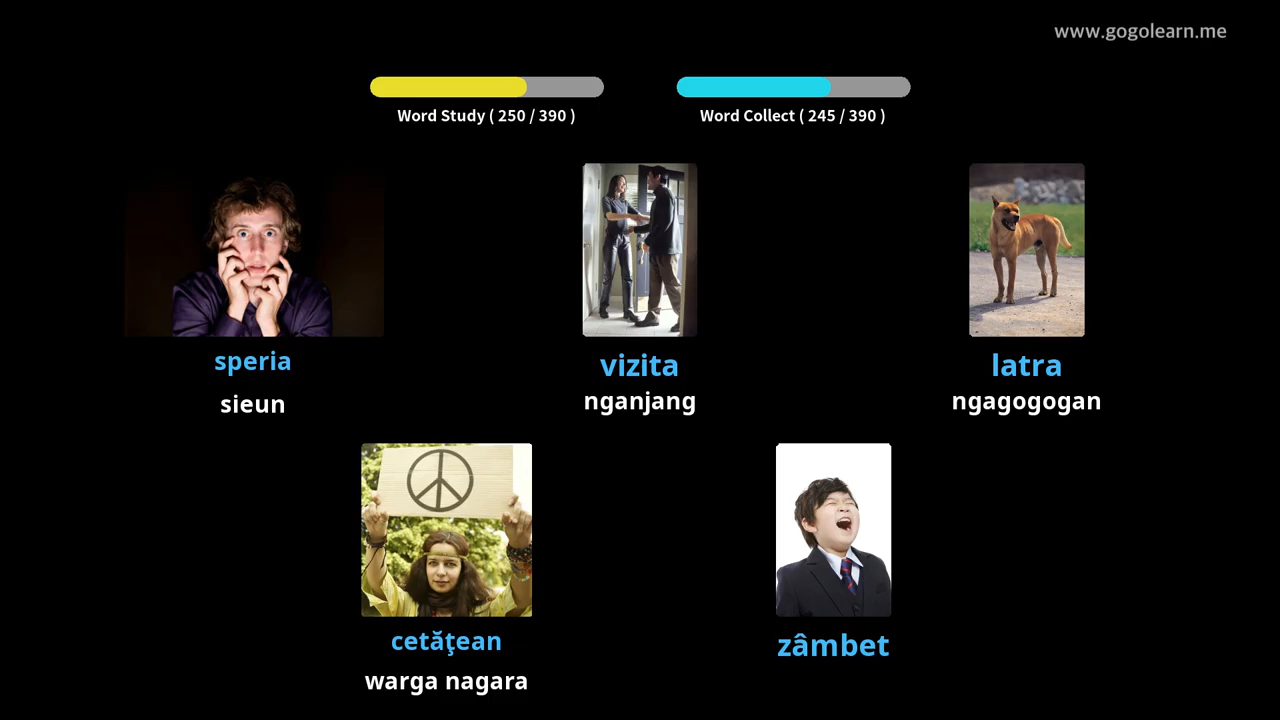 www.gogolearn.me
Word Study ( 250 / 390 )
Word Collect ( 245 / 390 )
speria
sieun
vizita
nganjang
latra
ngagogogan
cetăţean
warga nagara
zâmbet